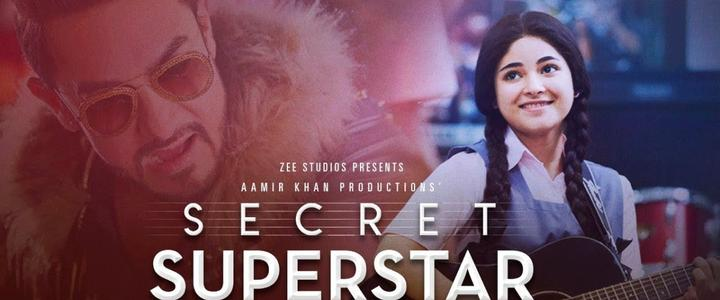 ZEE STUDIOS PRESENTS
AAMIR KHAN PRODUCTIONS'
SECRET
SUPERSTAR